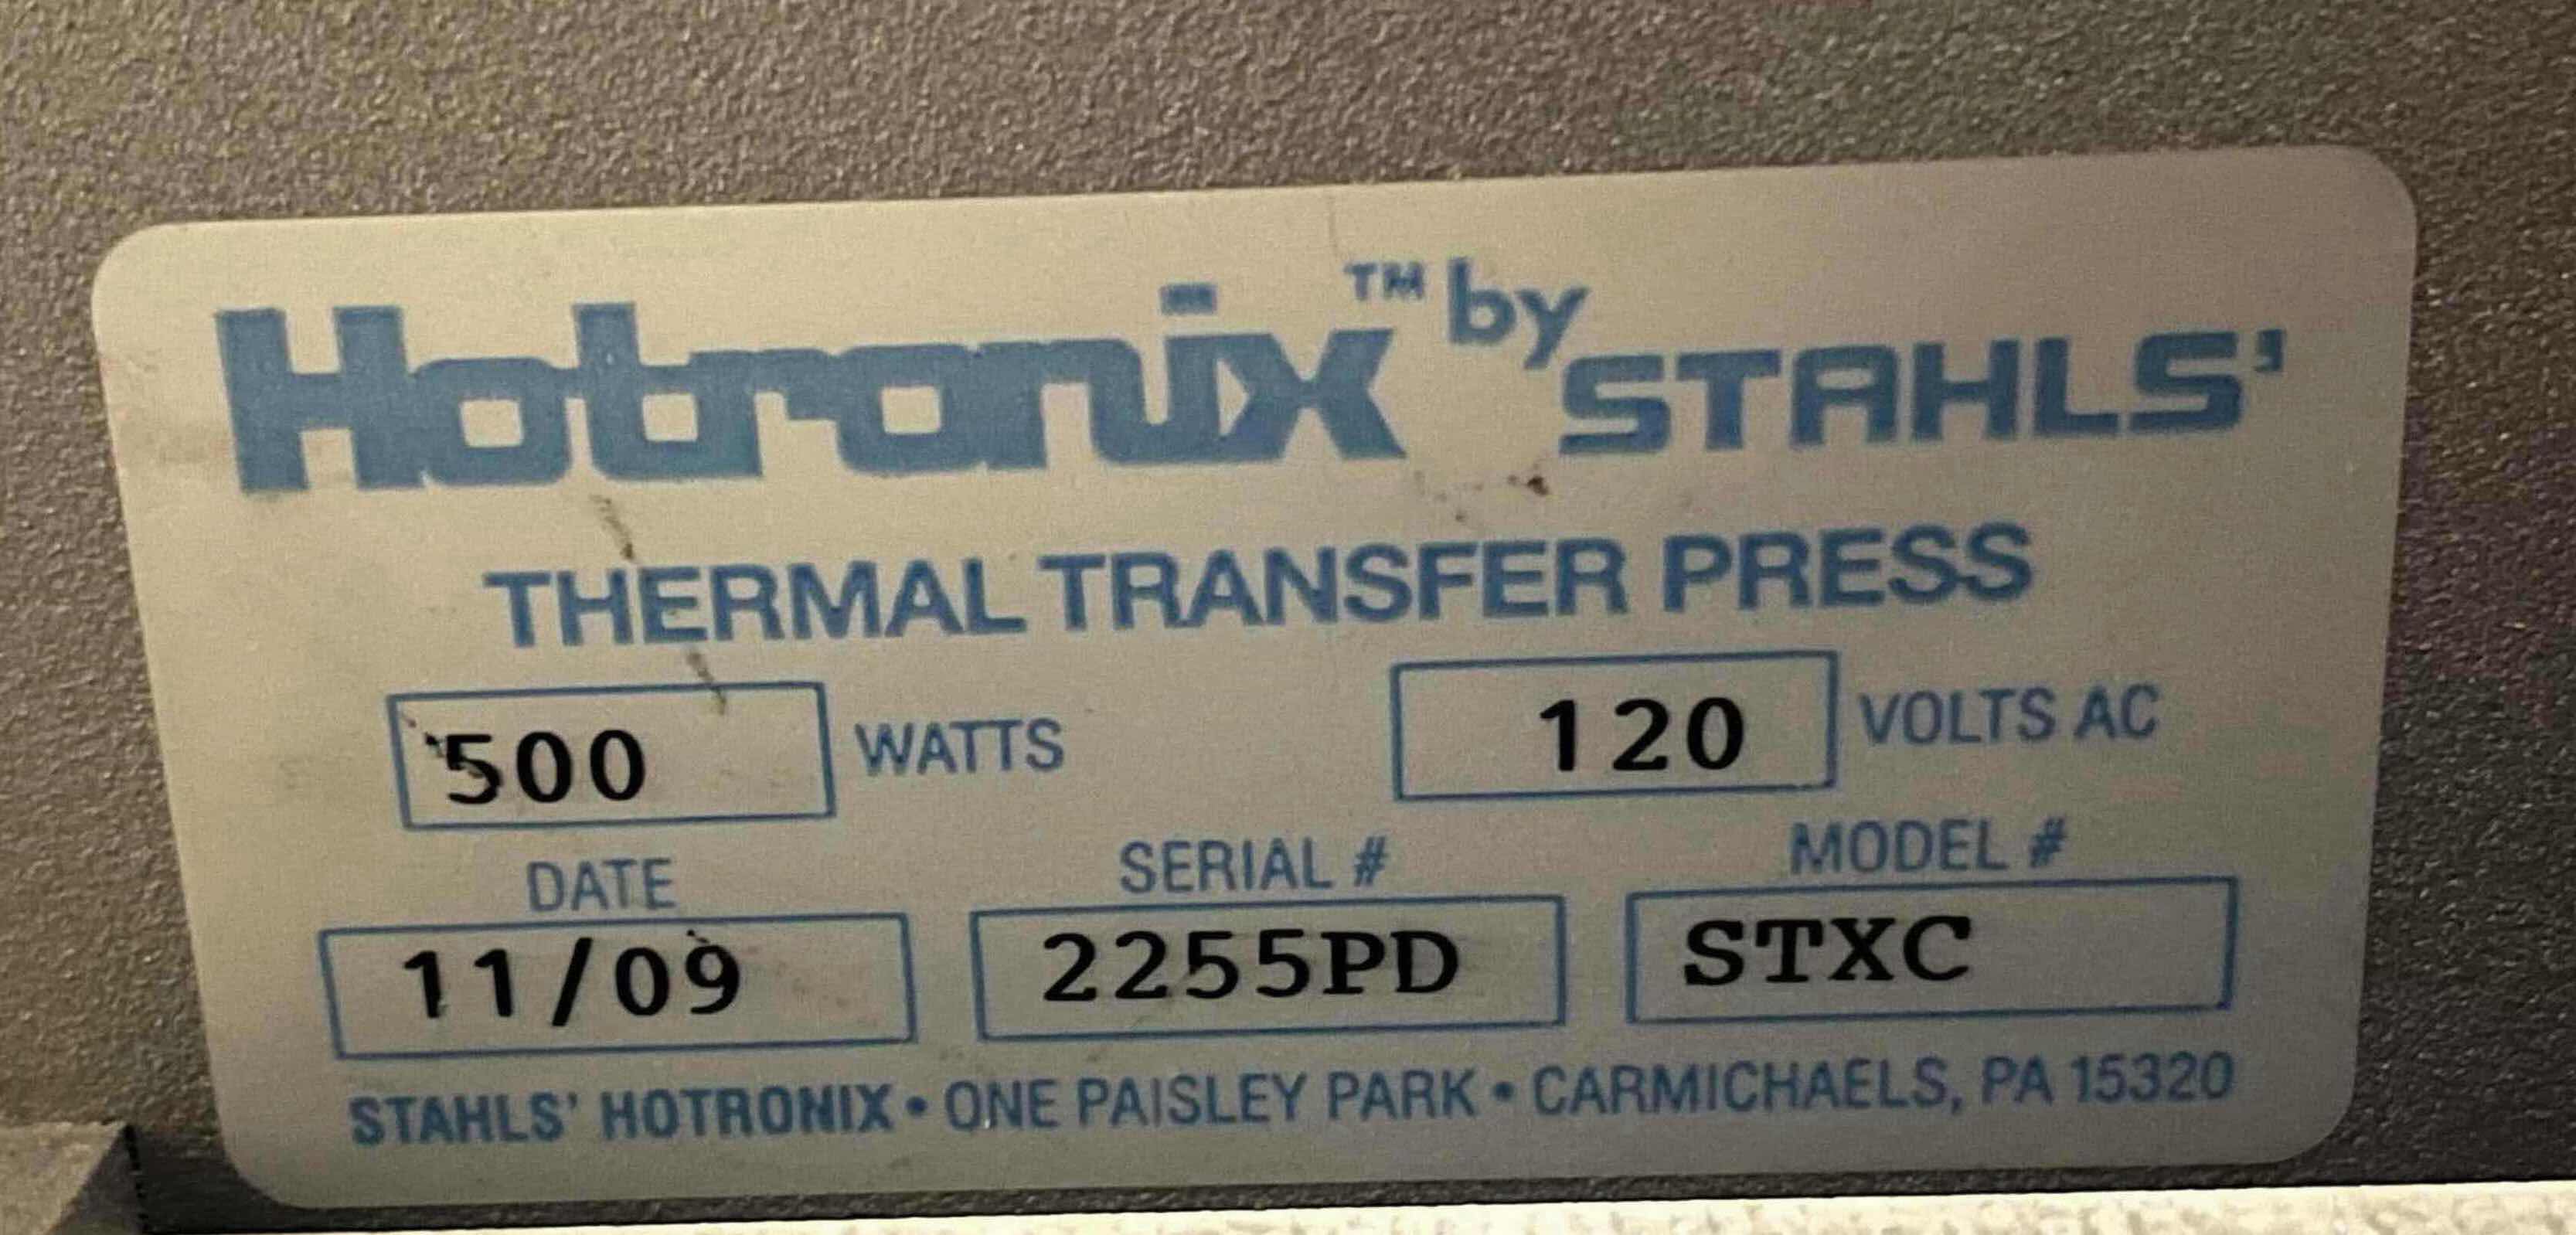 Hotronix™ by STAHLS'
THERMAL TRANSFER PRESS
500 WATTS 120 VOLTS AC
DATE SERIAL # MODEL #
11/09 2255PD STXC
STAHLS' HOTRONIX • ONE PAISLEY PARK • CARMICHAELS, PA 15320